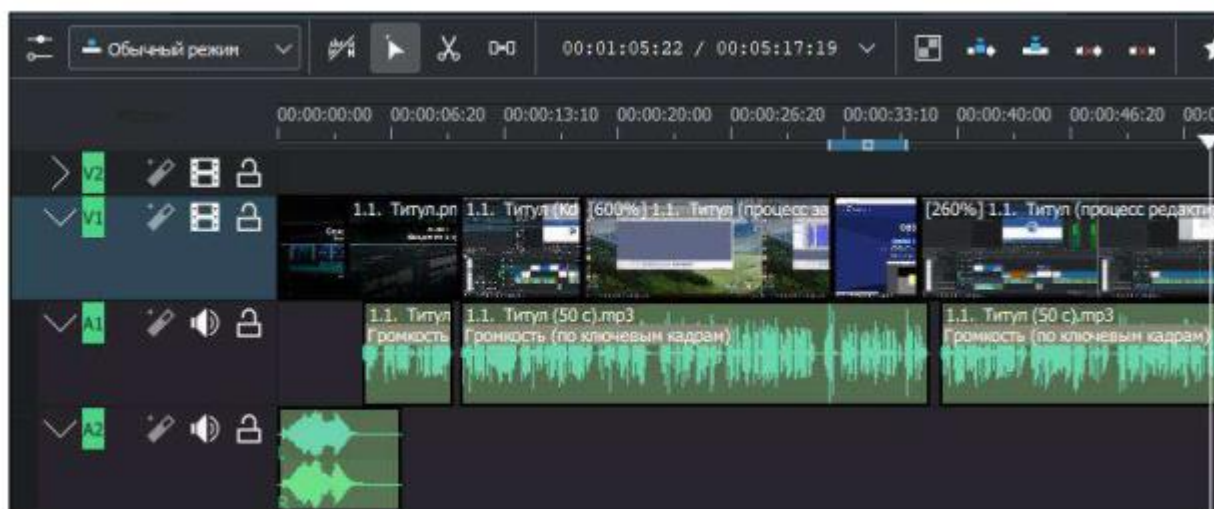 Обычный режим
00:01:05:22 / 00:05:17:19
00:00:00:00 00:00:06:20 00:00:13:10 00:00:20:00 00:00:26:20 00:00:33:10 00:00:40:00 00:00:46:20 00:0
V2
V1
1.1. Титул.pn 1.1. Титул (Kd [600%] 1.1. Титул (процесс за [260%] 1.1. Титул (процесс редакти
A1
1.1. Титул 1.1. Титул (50 с).mp3 1.1. Титул (50 с).mp3
Громкость Громкость (по ключевым кадрам) Громкость (по ключевым кадрам)
A2